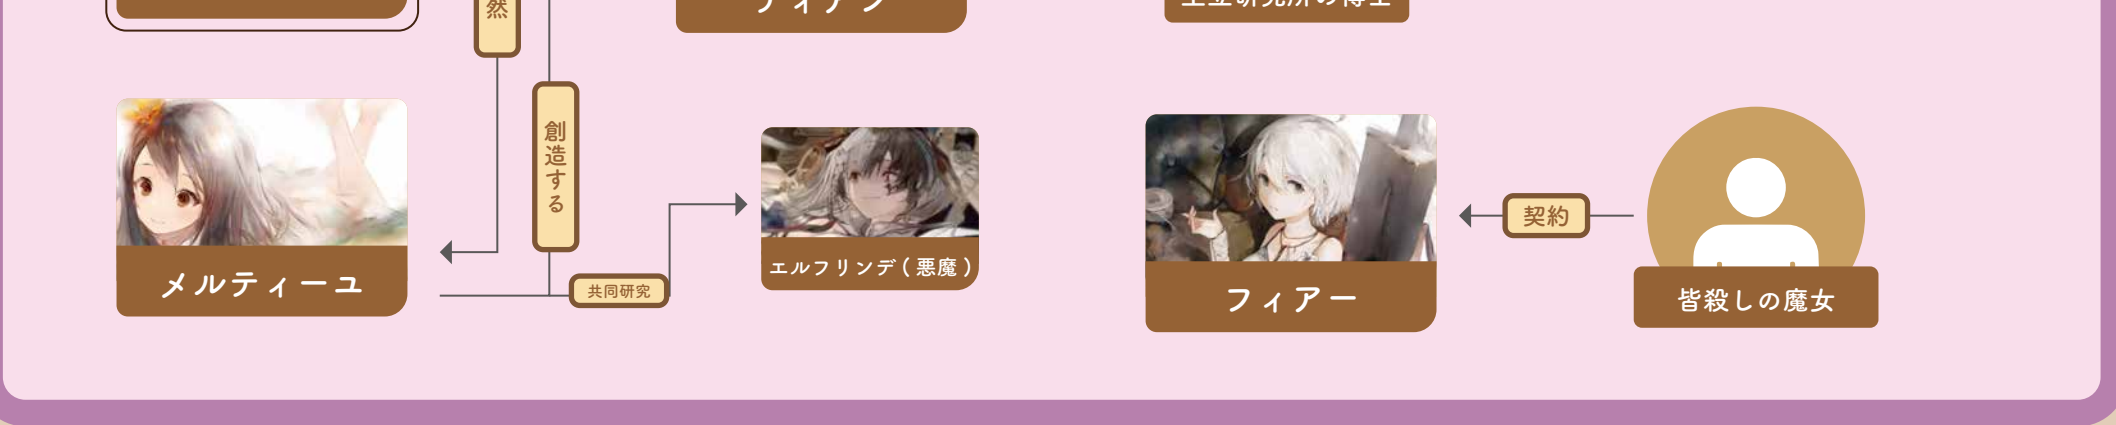 然
創造する
メルティーユ
共同研究
エルフリンデ(悪魔)
フィアー
契約
皆殺しの魔女